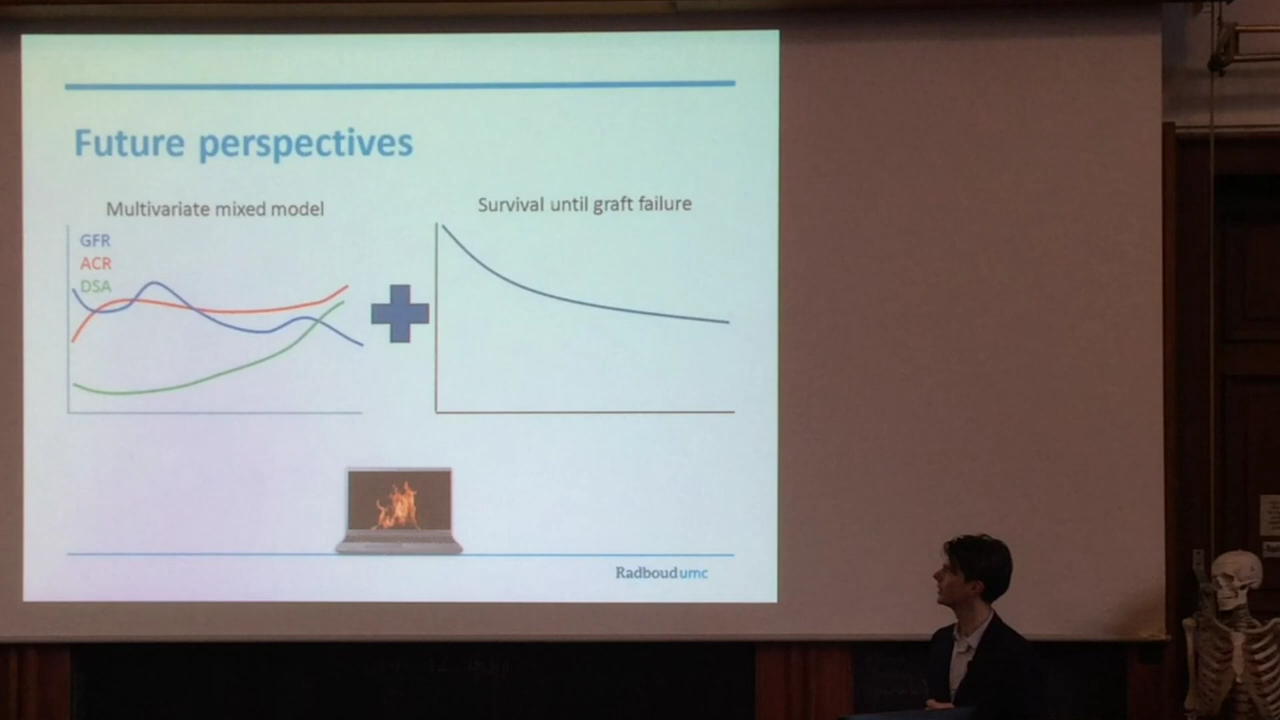 Future perspectives
Multivariate mixed model
Survival until graft failure
GFR
ACR
DSA
Radboudumc